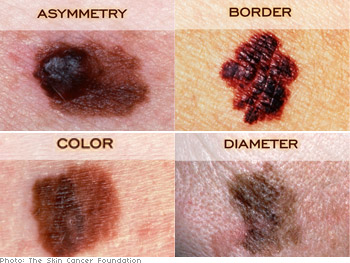 ASYMMETRY
BORDER
COLOR
DIAMETER
Photo: The Skin Cancer Foundation